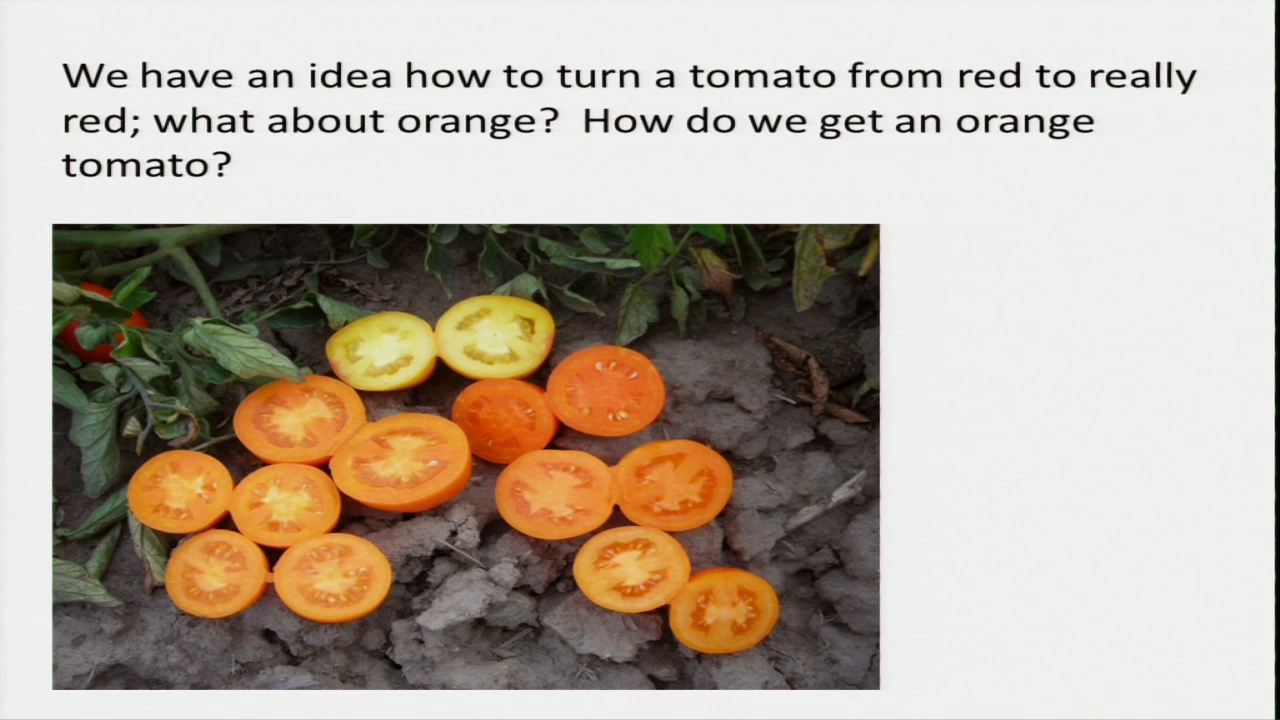 We have an idea how to turn a tomato from red to really
red; what about orange?  How do we get an orange
tomato?